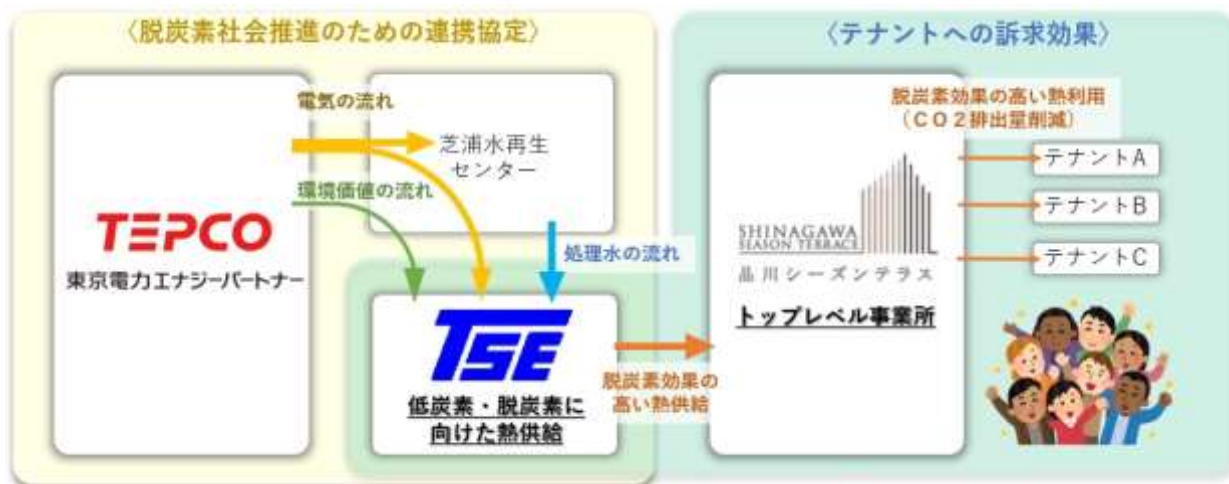 〈脱炭素社会推進のための連携協定〉
電気の流れ
芝浦水再生
センター
環境価値の流れ
TEPCO
東京電力エナジーパートナー
処理水の流れ
TSE
低炭素・脱炭素に
向けた熱供給
脱炭素効果の
高い熱供給
〈テナントへの訴求効果〉
脱炭素効果の高い熱利用
(CO2排出量削減)
SHINAGAWA
SEASON TERRACE
品川シーズンテラス
トップレベル事業所
テナントA
テナントB
テナントC